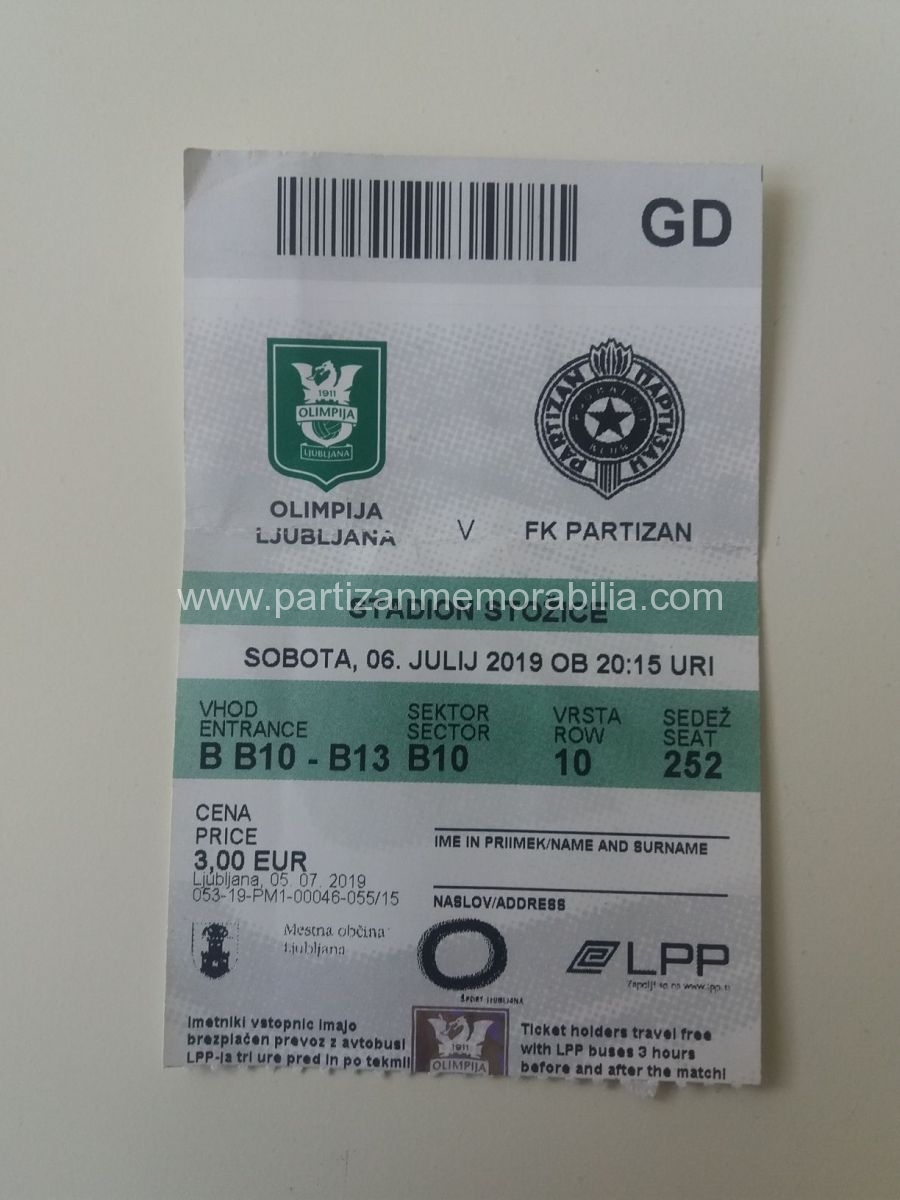 GD
1911
OLIMPIJA
LJUBLJANA
PARTIZAN ПАРТИЗАН
OLIMPIJA
LJUBLJANA
V
FK PARTIZAN
www.partizanmemorabilia.com
STADION STOŽICE
SOBOTA, 06. JULIJ 2019 OB 20:15 URI
VHOD SEKTOR VRSTA SEDEŽ
ENTRANCE SECTOR ROW SEAT
B B10 - B13 B10 10 252
CENA
PRICE
3,00 EUR
Ljubljana, 05. 07. 2019
053-19-PM1-00046-055/15
IME IN PRIIMEK/NAME AND SURNAME
NASLOV/ADDRESS
Mestna občina
Ljubljana
ŠPORT LJUBLJANA
LPP
Imetniki vstopnic imajo
brezplačen prevoz z avtobusi
LPP-ja tri ure pred in po tekmi!
1911
OLIMPIJA
Ticket holders travel free
with LPP buses 3 hours
before and after the match!